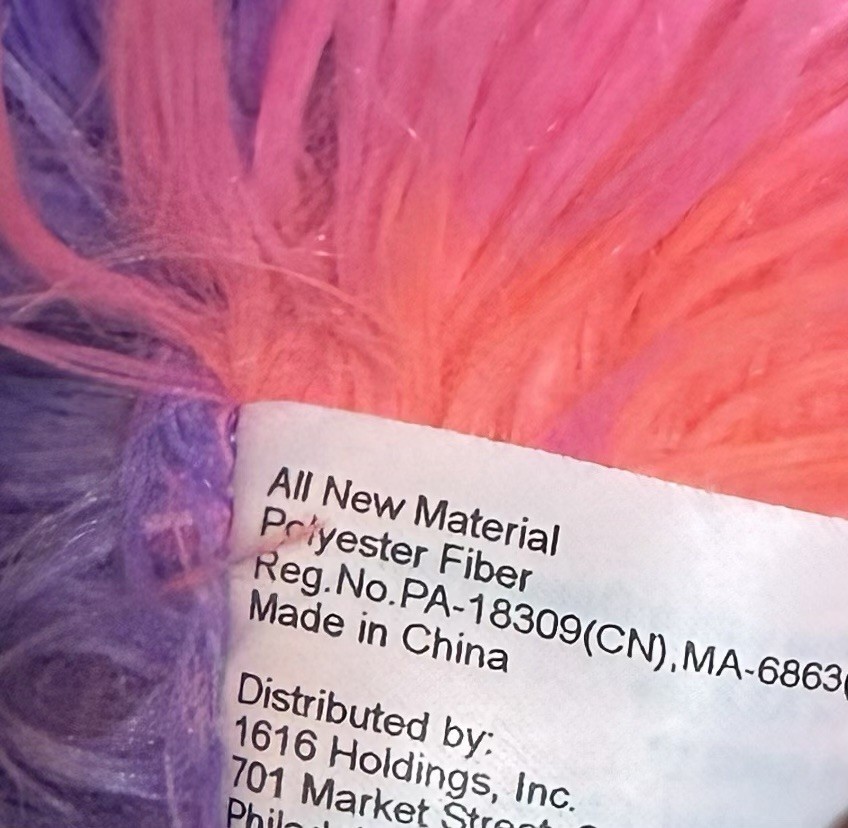 All New Material
Polyester Fiber
Reg.No.PA-18309(CN),MA-6863(
Made in China
Distributed by:
1616 Holdings, Inc.
701 Market Street